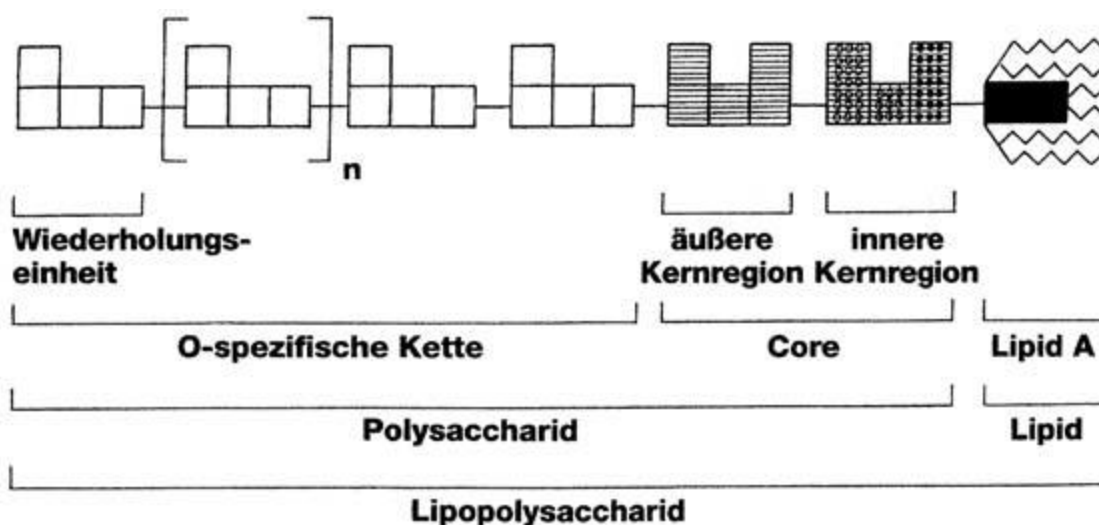 n
Wiederholungs-
einheit
äußere
Kernregion
innere
Kernregion
O-spezifische Kette
Core
Lipid A
Polysaccharid
Lipid
Lipopolysaccharid